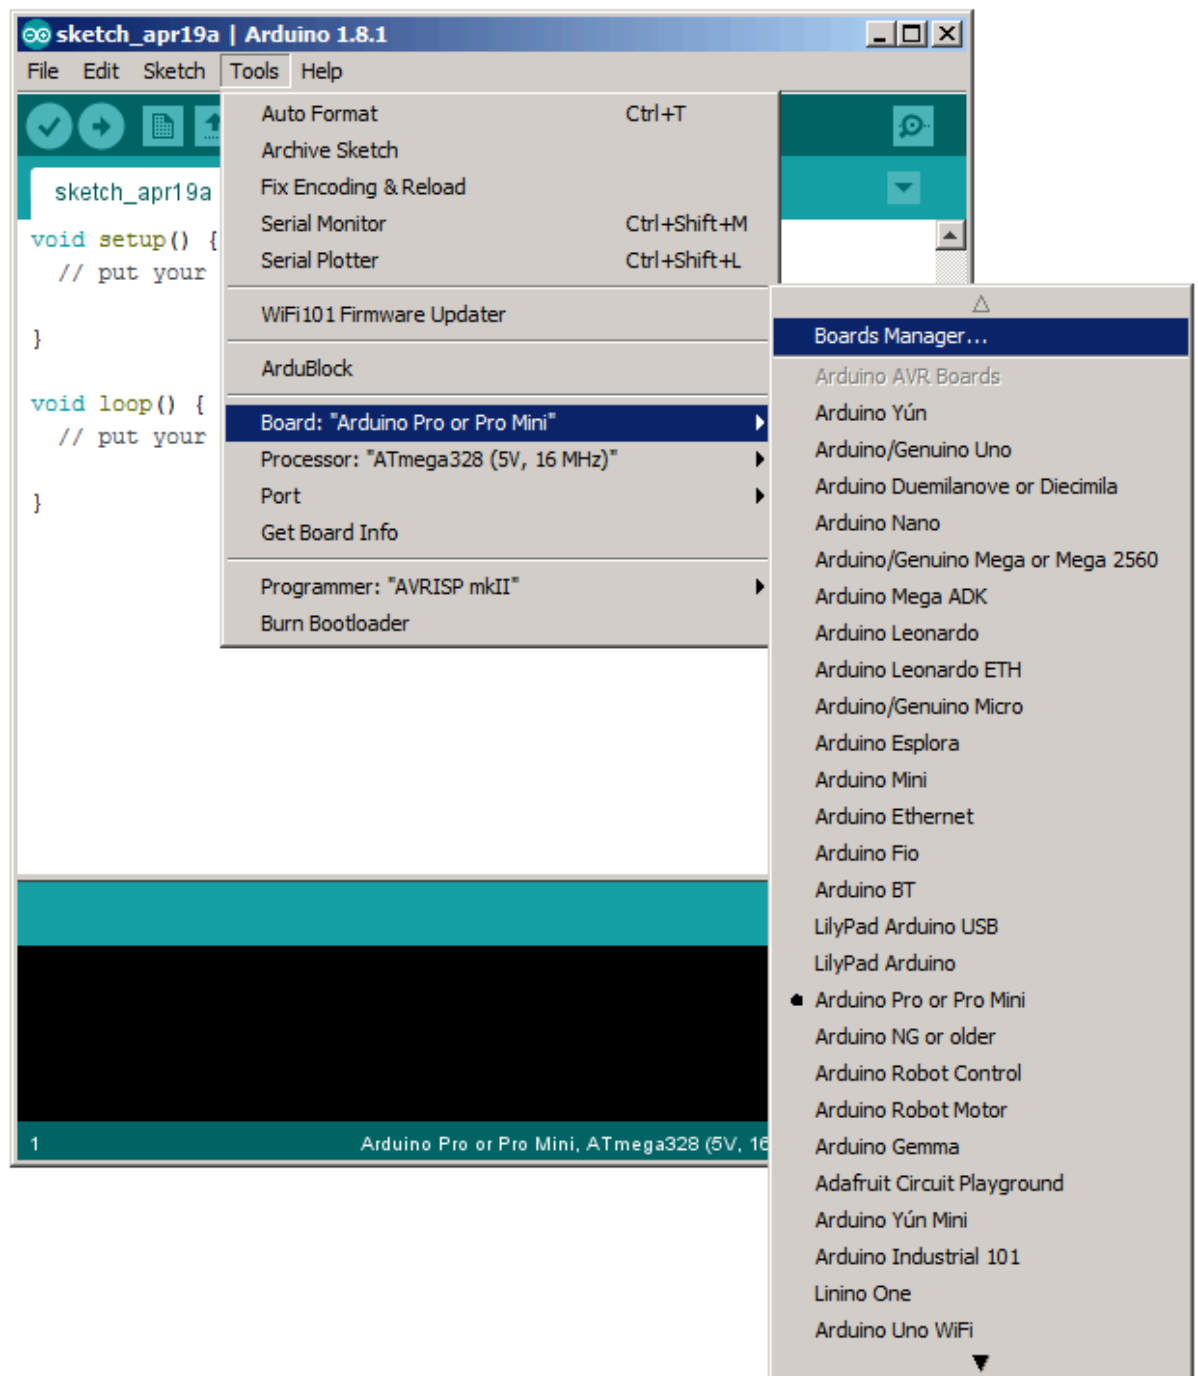 sketch_apr19a | Arduino 1.8.1
File Edit Sketch Tools Help
sketch_apr19a
void setup() {
// put your
}
void loop() {
// put your
}
Auto Format Ctrl+T
Archive Sketch
Fix Encoding & Reload
Serial Monitor Ctrl+Shift+M
Serial Plotter Ctrl+Shift+L
WiFi101 Firmware Updater
ArduBlock
Board: "Arduino Pro or Pro Mini"
Processor: "ATmega328 (5V, 16 MHz)"
Port
Get Board Info
Programmer: "AVRISP mkII"
Burn Bootloader
Boards Manager...
Arduino AVR Boards
Arduino Yún
Arduino/Genuino Uno
Arduino Duemilanove or Diecimila
Arduino Nano
Arduino/Genuino Mega or Mega 2560
Arduino Mega ADK
Arduino Leonardo
Arduino Leonardo ETH
Arduino/Genuino Micro
Arduino Esplora
Arduino Mini
Arduino Ethernet
Arduino Fio
Arduino BT
LilyPad Arduino USB
LilyPad Arduino
Arduino Pro or Pro Mini
Arduino NG or older
Arduino Robot Control
Arduino Robot Motor
Arduino Gemma
Adafruit Circuit Playground
Arduino Yún Mini
Arduino Industrial 101
Linino One
Arduino Uno WiFi
1 Arduino Pro or Pro Mini, ATmega328 (5V, 16